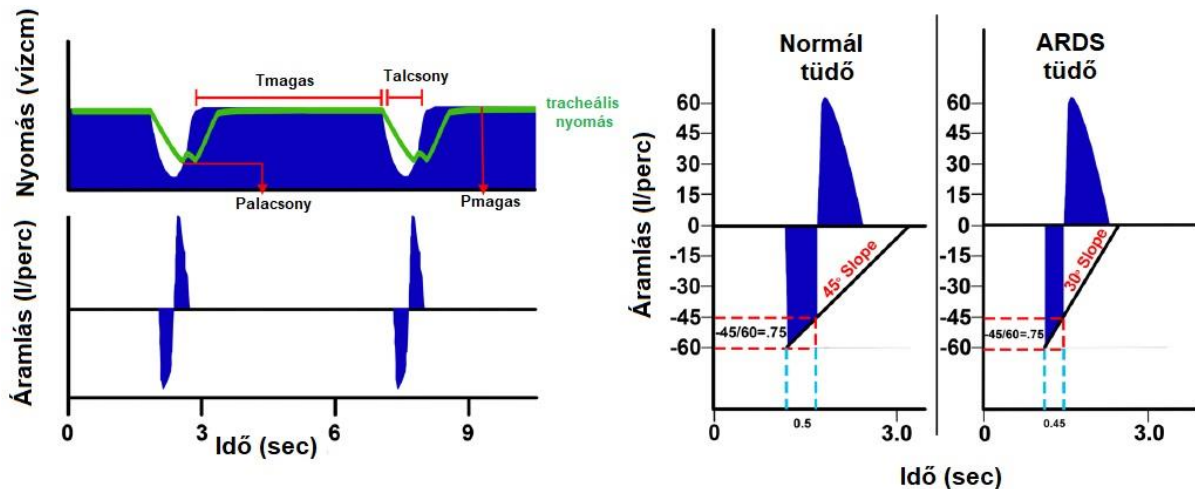 Nyomás (vízcm)
Tmagas
Talcsony
tracheális
nyomás
Palacsony
Pmagas
Áramlás (l/perc)
0
3
6
9
Idő (sec)
Normál
tüdő
ARDS
tüdő
Áramlás (l/perc)
60
45
30
15
0
-15
-30
-45
-60
45° Slope
-45/60=.75
0
0.5
3.0
60
45
30
15
0
-15
-30
-45
-60
30° Slope
-45/60=.75
0
0.45
3.0
Idő (sec)